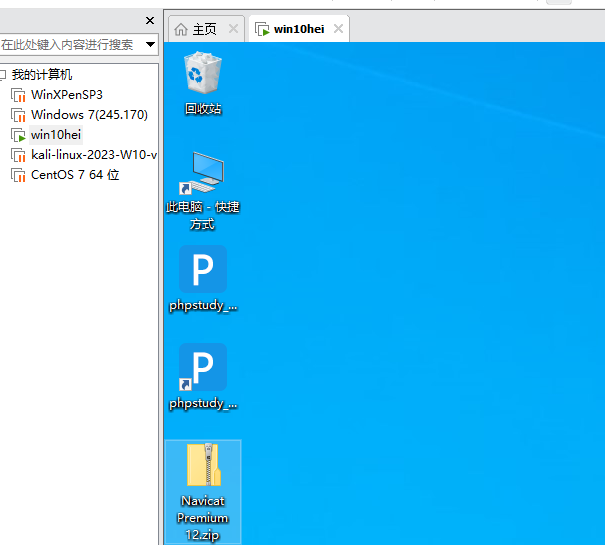 主页
win10hei
在此处键入内容进行搜索
我的计算机
WinXPenSP3
Windows 7(245.170)
win10hei
kali-linux-2023-W10-v
CentOS 7 64 位
回收站
此电脑 - 快捷
方式
P
phpstudy_...
P
phpstudy_...
Navicat
Premium
12.zip